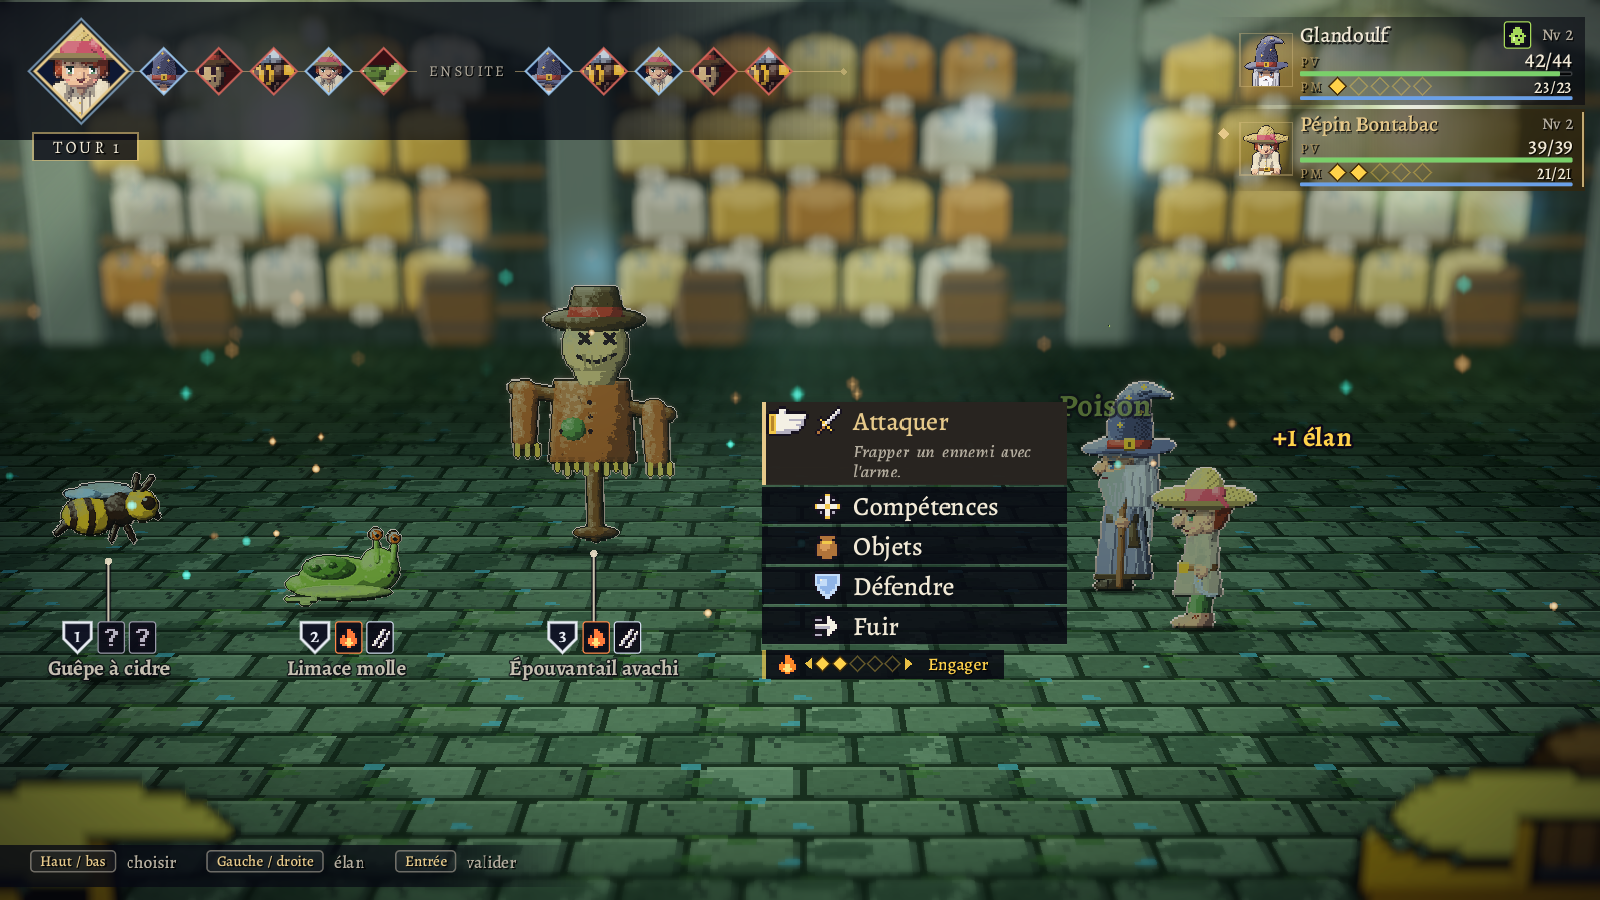 ENSUITE
TOUR 1
Glandoulf
Nv 2
PV
42/44
PM
23/23
Pépin Bontabac
Nv 2
PV
39/39
PM
21/21
Poison
+1 élan
Attaquer
Frapper un ennemi avec
l'arme.
Compétences
Objets
Défendre
Fuir
Engager
1
?
?
Guêpe à cidre
2
Limace molle
3
Épouvantail avachi
Haut / bas
choisir
Gauche / droite
élan
Entrée
valider